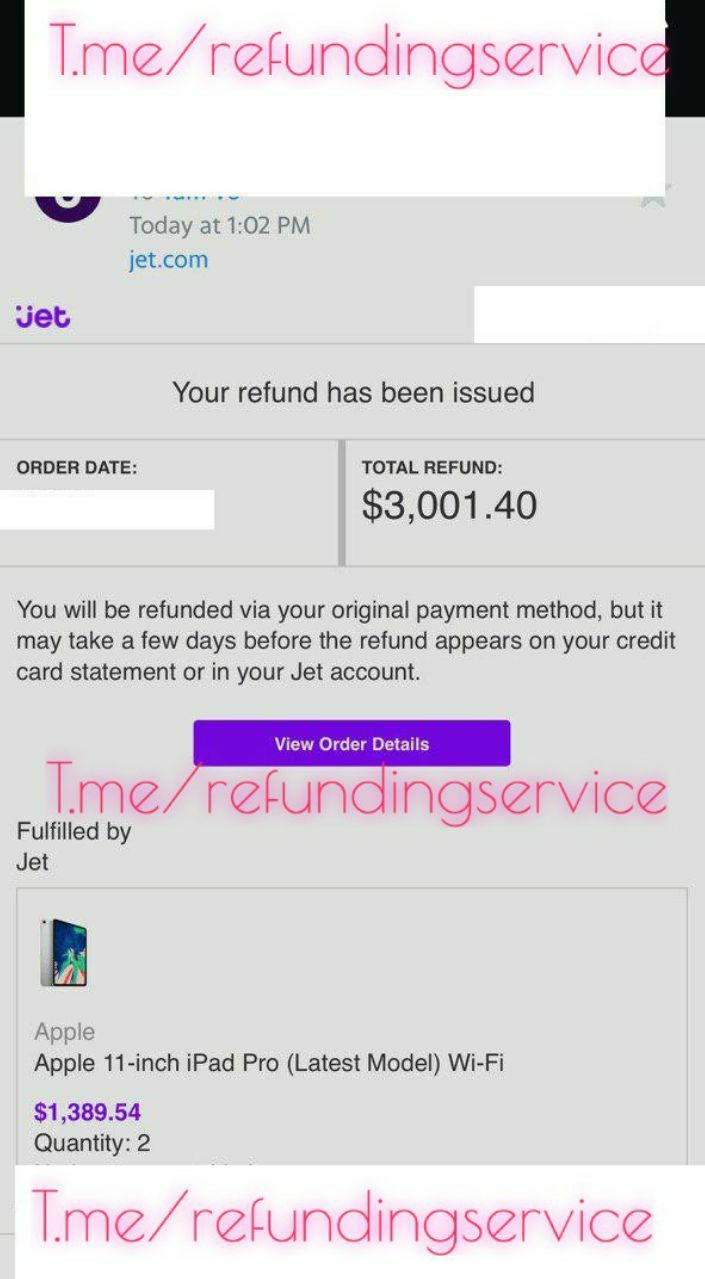 T.me/refundingservice
Today at 1:02 PM
jet.com
jet
Your refund has been issued
ORDER DATE:
TOTAL REFUND:
$3,001.40
You will be refunded via your original payment method, but it
may take a few days before the refund appears on your credit
card statement or in your Jet account.
View Order Details
T.me/refundingservice
Fulfilled by
Jet
Apple
Apple 11-inch iPad Pro (Latest Model) Wi-Fi
$1,389.54
Quantity: 2
T.me/refundingservice